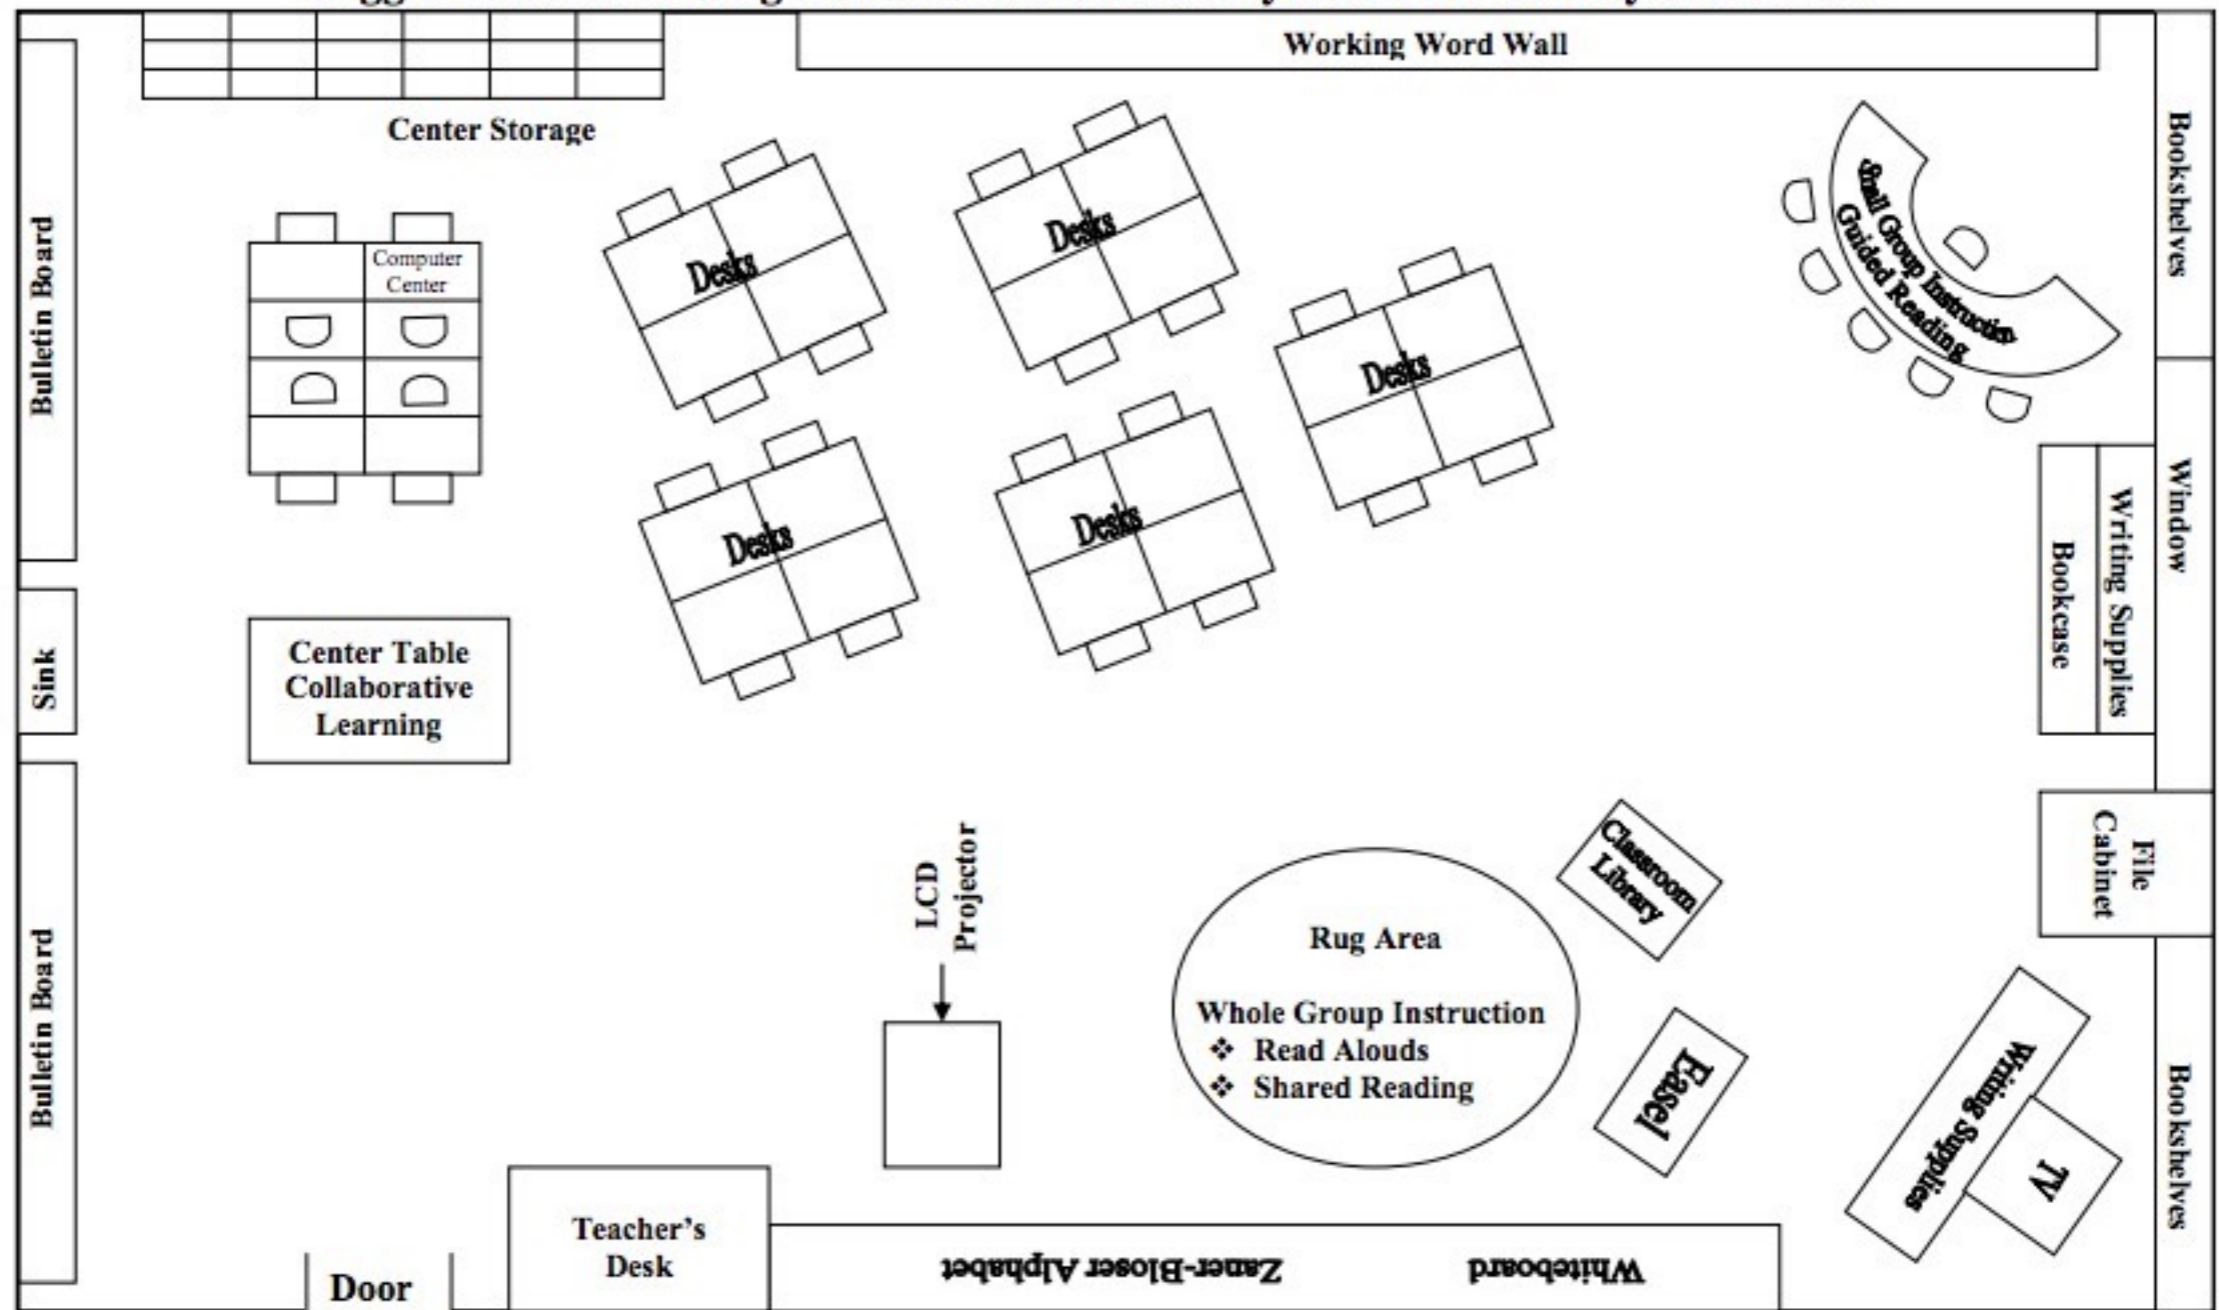 Working Word Wall
Center Storage
Bulletin Board
Computer
Center
Desks
Desks
Desks
Desks
Desks
Small Group Instruction
Guided Reading
Bookshelves
Window
Writing Supplies
Bookcase
Sink
Center Table
Collaborative
Learning
File
Cabinet
Bulletin Board
LCD
Projector
Rug Area
Whole Group Instruction
❖ Read Alouds
❖ Shared Reading
Classroom
Library
Easel
Writing Supplies
TV
Bookshelves
Door
Teacher’s
Desk
Zaner-Bloser Alphabet
Whiteboard